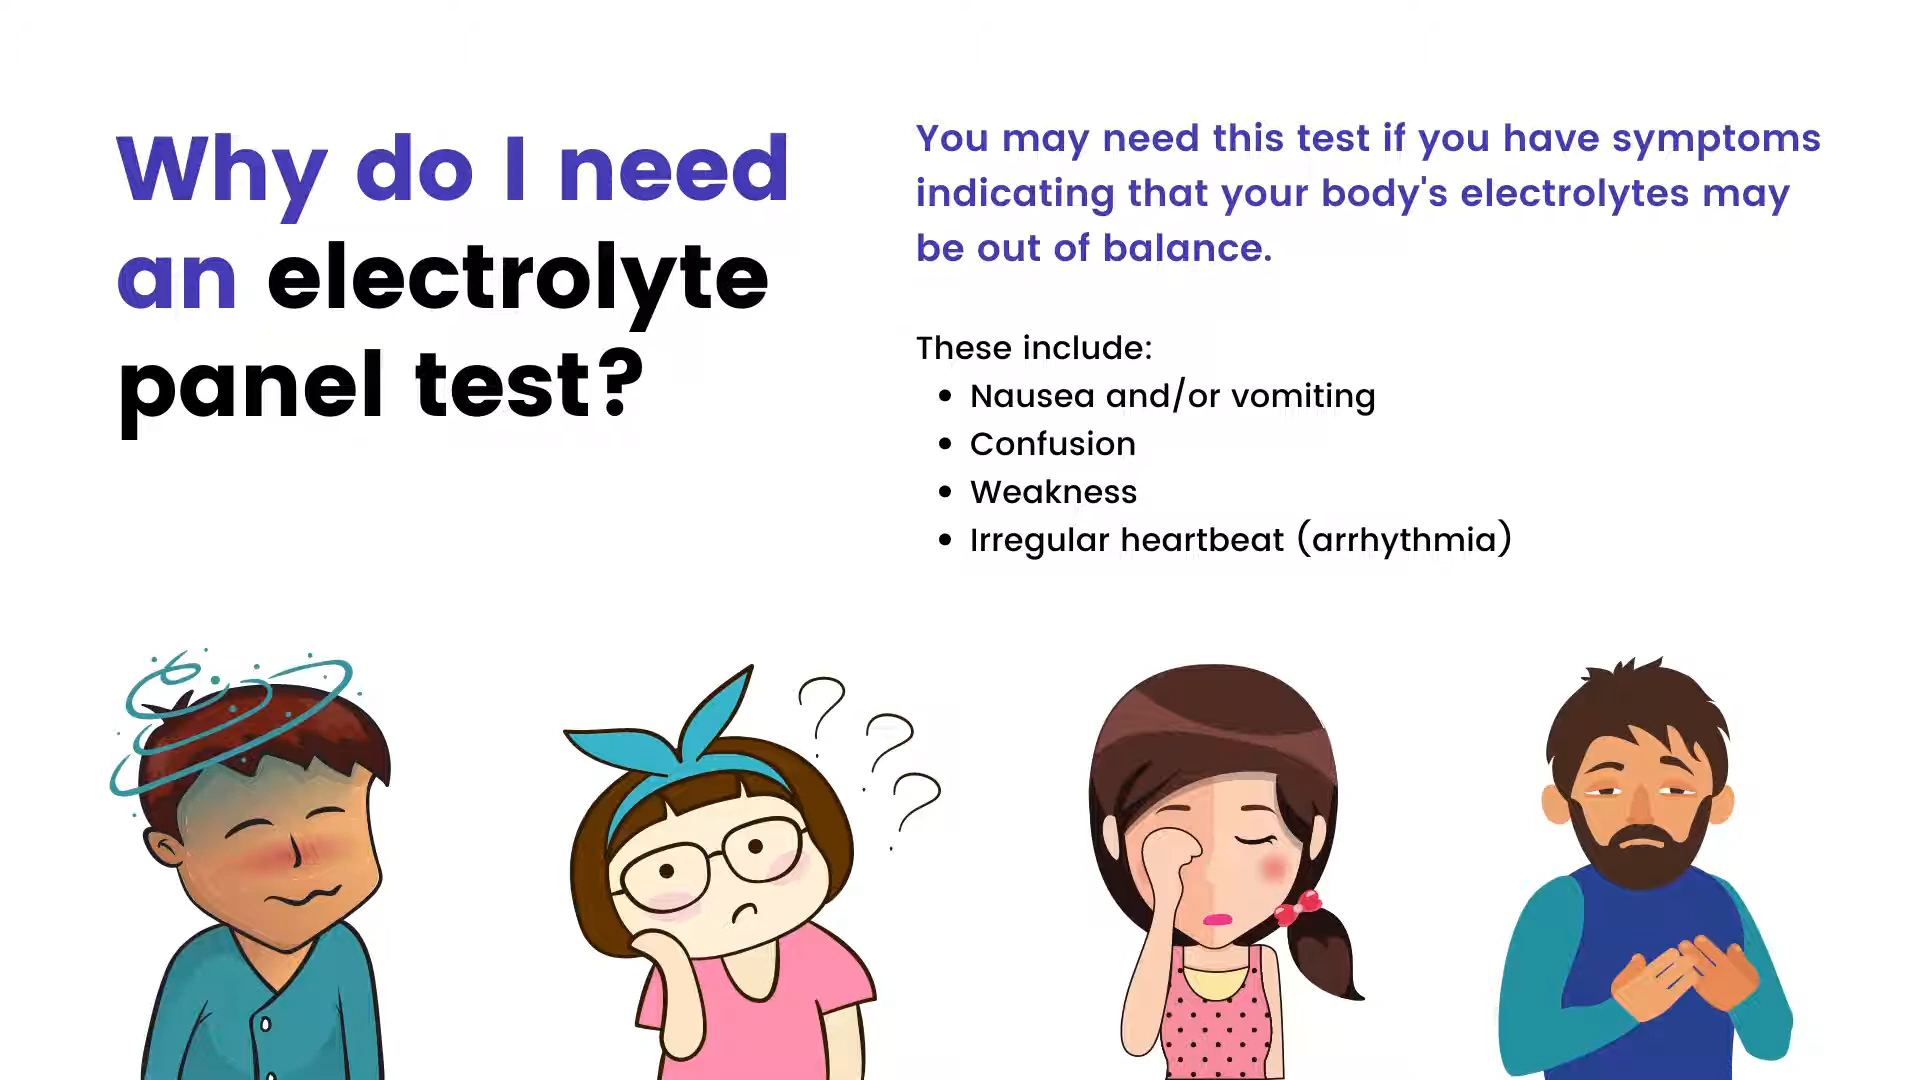 Why do I need
an electrolyte
panel test?
You may need this test if you have symptoms
indicating that your body's electrolytes may
be out of balance.
These include:
• Nausea and/or vomiting
• Confusion
• Weakness
• Irregular heartbeat (arrhythmia)
? 
?
?